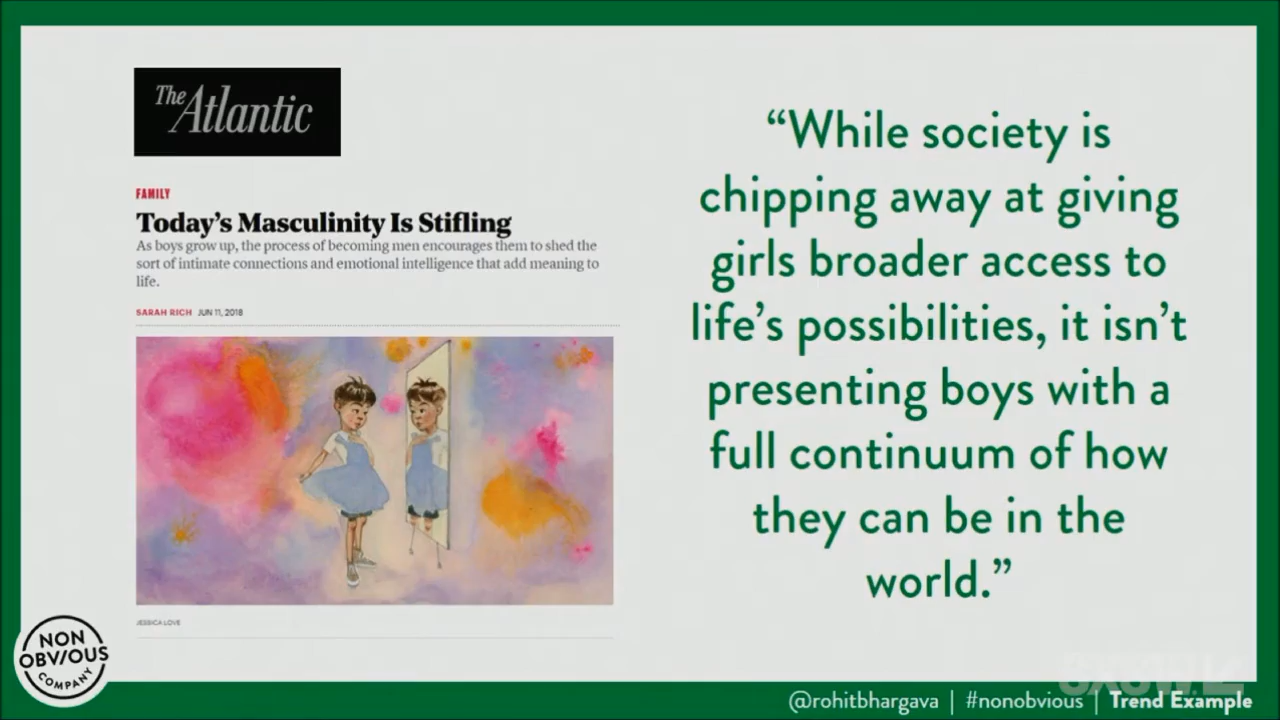 The Atlantic
FAMILY
Today's Masculinity Is Stifling
As boys grow up, the process of becoming men encourages them to shed the
sort of intimate connections and emotional intelligence that add meaning to
life.
SARAH RICH JUN 11, 2018
JESSICA LOVE
“While society is
chipping away at giving
girls broader access to
life’s possibilities, it isn’t
presenting boys with a
full continuum of how
they can be in the
world.”
NON
OBV/OUS
COMPANY
@rohitbhargava | #nonobvious | Trend Example